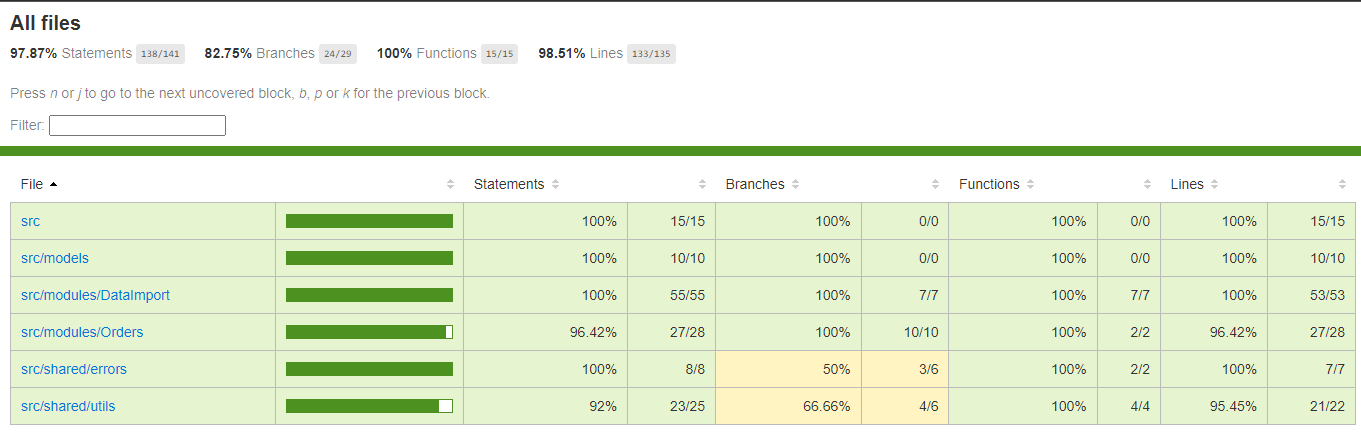 All files
97.87% Statements 138/141 82.75% Branches 24/29 100% Functions 15/15 98.51% Lines 133/135
Press n or j to go to the next uncovered block, b, p or k for the previous block.
Filter:
File Statements Branches Functions Lines
src 100% 15/15 100% 0/0 100% 0/0 100% 15/15
src/models 100% 10/10 100% 0/0 100% 0/0 100% 10/10
src/modules/DataImport 100% 55/55 100% 7/7 100% 7/7 100% 53/53
src/modules/Orders 96.42% 27/28 100% 10/10 100% 2/2 96.42% 27/28
src/shared/errors 100% 8/8 50% 3/6 100% 2/2 100% 7/7
src/shared/utils 92% 23/25 66.66% 4/6 100% 4/4 95.45% 21/22